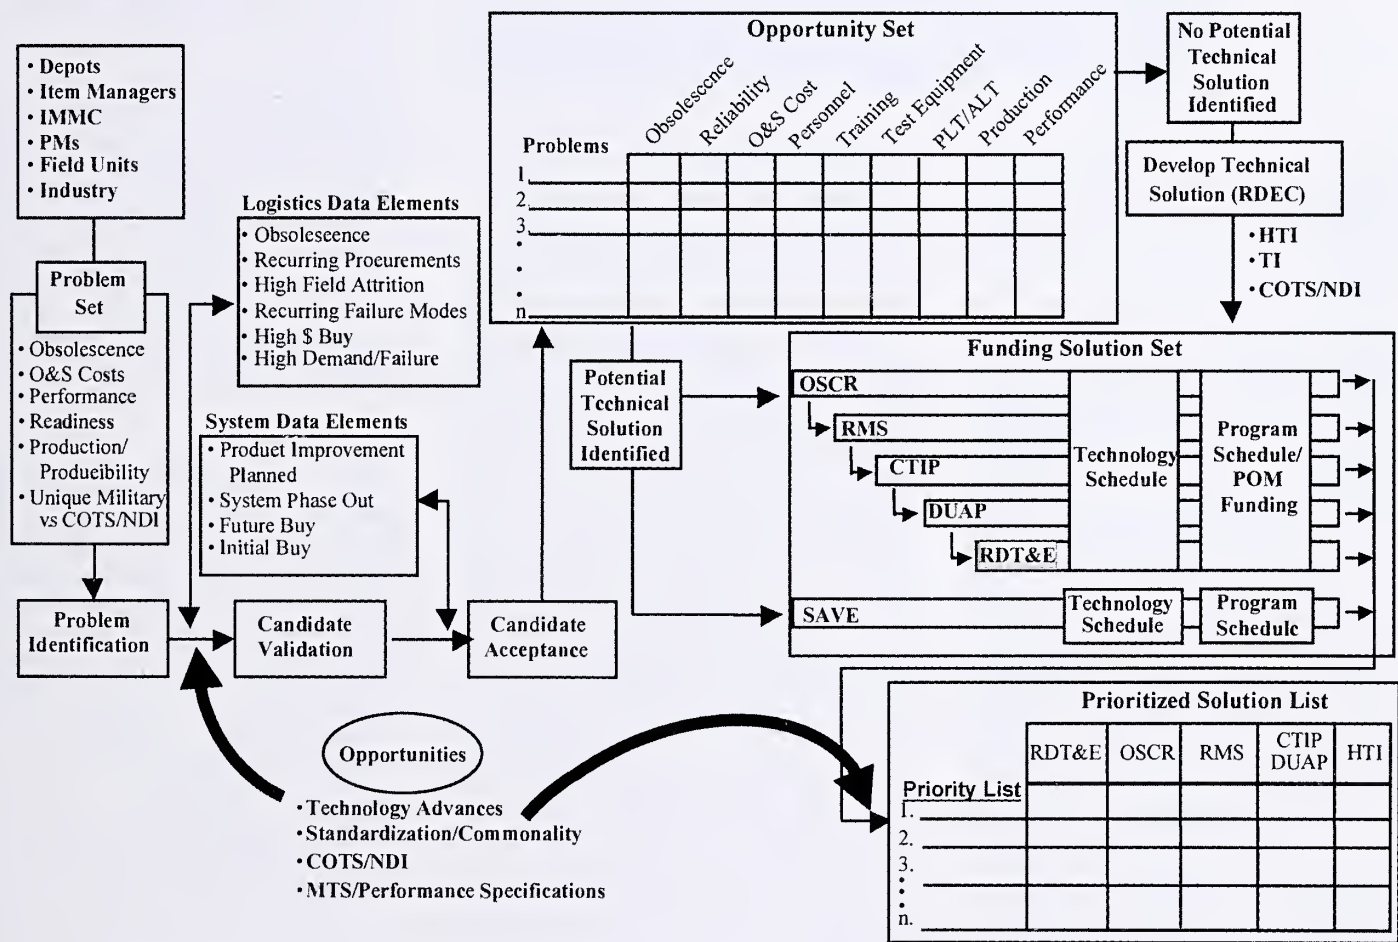 • Depots
• Item Managers
• IMMC
• PMs
• Field Units
• Industry
Problem
Set
• Obsolescence
• O&S Costs
• Performance
• Readiness
• Production/
Producibility
• Unique Military
vs COTS/NDI
Problem
Identification
Logistics Data Elements
• Obsolescence
• Recurring Procurements
• High Field Attrition
• Recurring Failure Modes
• High $ Buy
• High Demand/Failure
System Data Elements
• Product Improvement
Planned
• System Phase Out
• Future Buy
• Initial Buy
Candidate
Validation
Candidate
Acceptance
Opportunity Set
Problems
Obsolescence
Reliability
O&S Cost
Personnel
Training
Test Equipment
PLT/ALT
Production
Performance
1.
2.
3.
•
•
•
n
No Potential
Technical
Solution
Identified
Develop Technical
Solution (RDEC)
• HTI
• TI
• COTS/NDI
Potential
Technical
Solution
Identified
Funding Solution Set
OSCR
RMS
CTIP
DUAP
RDT&E
Technology
Schedule
Program
Schedule/
POM
Funding
SAVE
Technology
Schedule
Program
Schedule
Opportunities
• Technology Advances
• Standardization/Commonality
• COTS/NDI
• MTS/Performance Specifications
Prioritized Solution List
RDT&E
OSCR
RMS
CTIP
DUAP
HTI
Priority List
1.
2.
3.
•
•
n.